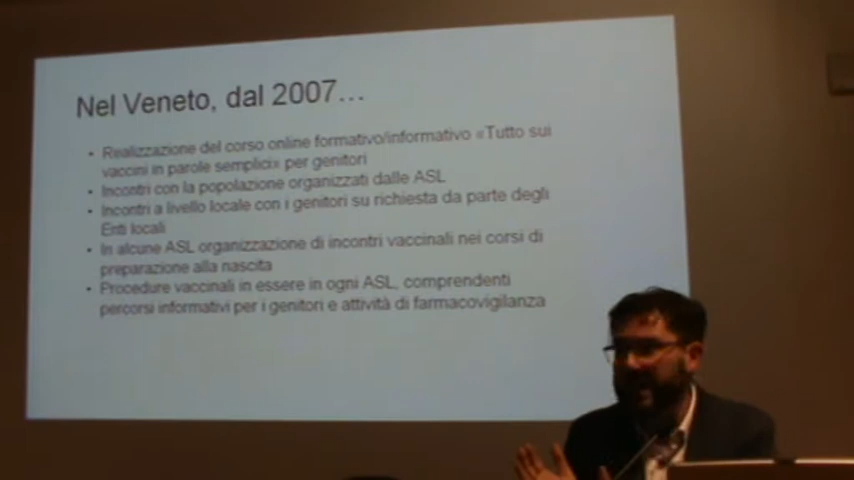 Nel Veneto, dal 2007...
• Realizzazione del corso online formativo/informativo «Tutto sui
vaccini in parole semplici» per genitori
• Incontri con la popolazione organizzati dalle ASL
• Incontri a livello locale con i genitori su richiesta da parte degli
Enti locali
• In alcune ASL organizzazione di incontri vaccinali nei corsi di
preparazione alla nascita
• Procedure vaccinali in essere in ogni ASL, comprendenti
percorsi informativi per i genitori e attività di farmacovigilanza